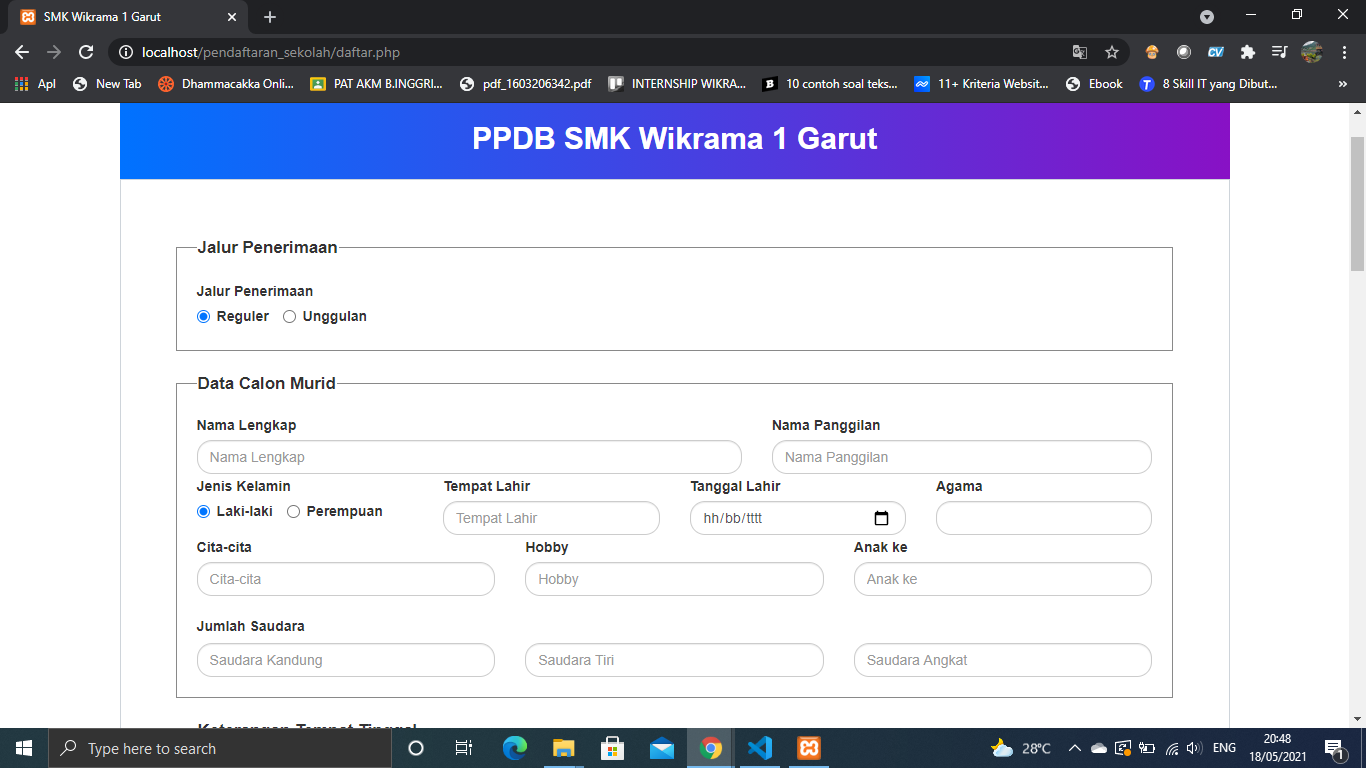 SMK Wikrama 1 Garut
localhost/pendaftaran_sekolah/daftar.php
Apl New Tab Dhammacakka Onli... PAT AKM B.INGGRI... pdf_1603206342.pdf INTERNSHIP WIKRA... 10 contoh soal teks... 11+ Kriteria Websit... Ebook 8 Skill IT yang Dibut... »
PPDB SMK Wikrama 1 Garut
Jalur Penerimaan
Jalur Penerimaan
Reguler Unggulan
Data Calon Murid
Nama Lengkap Nama Panggilan
Nama Lengkap Nama Panggilan
Jenis Kelamin Tempat Lahir Tanggal Lahir Agama
Laki-laki Perempuan Tempat Lahir hh/bb/tttt
Cita-cita Hobby Anak ke
Cita-cita Hobby Anak ke
Jumlah Saudara
Saudara Kandung Saudara Tiri Saudara Angkat
Keterangan Tempat Tinggal
Type here to search 28°C ENG 20:48
18/05/2021 1